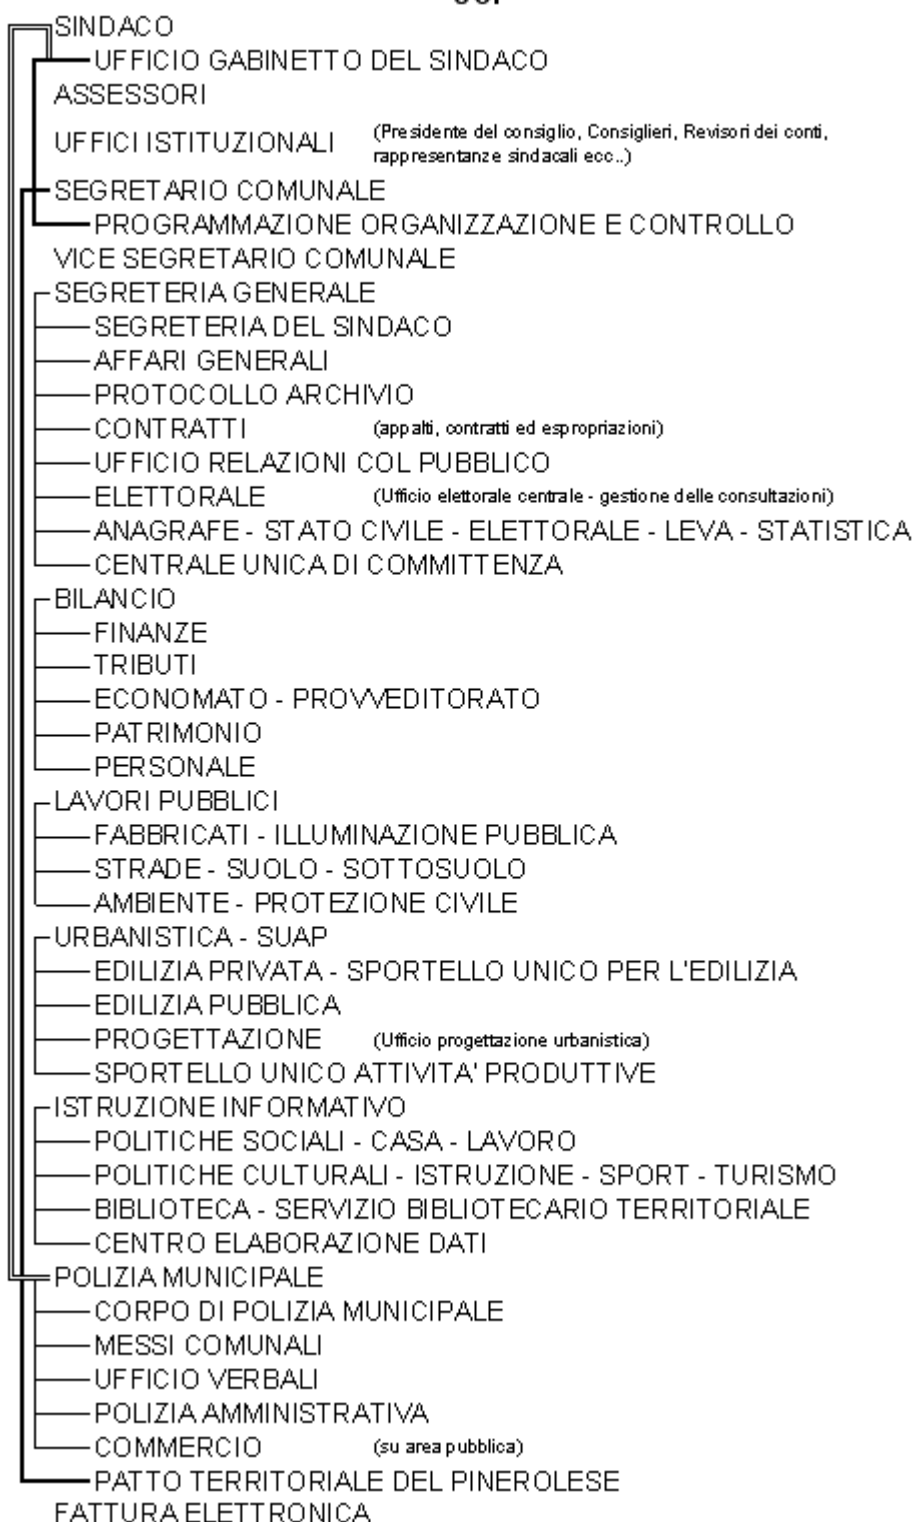 SINDACO
UFFICIO GABINETTO DEL SINDACO
ASSESSORI
UFFICI ISTITUZIONALI (Presidente del consiglio, Consiglieri, Revisori dei conti,
rappresentanze sindacali ecc..)
SEGRETARIO COMUNALE
PROGRAMMAZIONE ORGANIZZAZIONE E CONTROLLO
VICE SEGRETARIO COMUNALE
SEGRETERIA GENERALE
SEGRETERIA DEL SINDACO
AFFARI GENERALI
PROTOCOLLO ARCHIVIO
CONTRATTI (appalti, contratti ed espropriazioni)
UFFICIO RELAZIONI COL PUBBLICO
ELETTORALE (Ufficio elettorale centrale - gestione delle consultazioni)
ANAGRAFE - STATO CIVILE - ELETTORALE - LEVA - STATISTICA
CENTRALE UNICA DI COMMITTENZA
BILANCIO
FINANZE
TRIBUTI
ECONOMATO - PROVVEDITORATO
PATRIMONIO
PERSONALE
LAVORI PUBBLICI
FABBRICATI - ILLUMINAZIONE PUBBLICA
STRADE - SUOLO - SOTTOSUOLO
AMBIENTE - PROTEZIONE CIVILE
URBANISTICA - SUAP
EDILIZIA PRIVATA - SPORTELLO UNICO PER L'EDILIZIA
EDILIZIA PUBBLICA
PROGETTAZIONE (Ufficio progettazione urbanistica)
SPORTELLO UNICO ATTIVITA' PRODUTTIVE
ISTRUZIONE INFORMATIVO
POLITICHE SOCIALI - CASA - LAVORO
POLITICHE CULTURALI - ISTRUZIONE - SPORT - TURISMO
BIBLIOTECA - SERVIZIO BIBLIOTECARIO TERRITORIALE
CENTRO ELABORAZIONE DATI
POLIZIA MUNICIPALE
CORPO DI POLIZIA MUNICIPALE
MESSI COMUNALI
UFFICIO VERBALI
POLIZIA AMMINISTRATIVA
COMMERCIO (su area pubblica)
PATTO TERRITORIALE DEL PINEROLESE
FATTURA ELETTRONICA